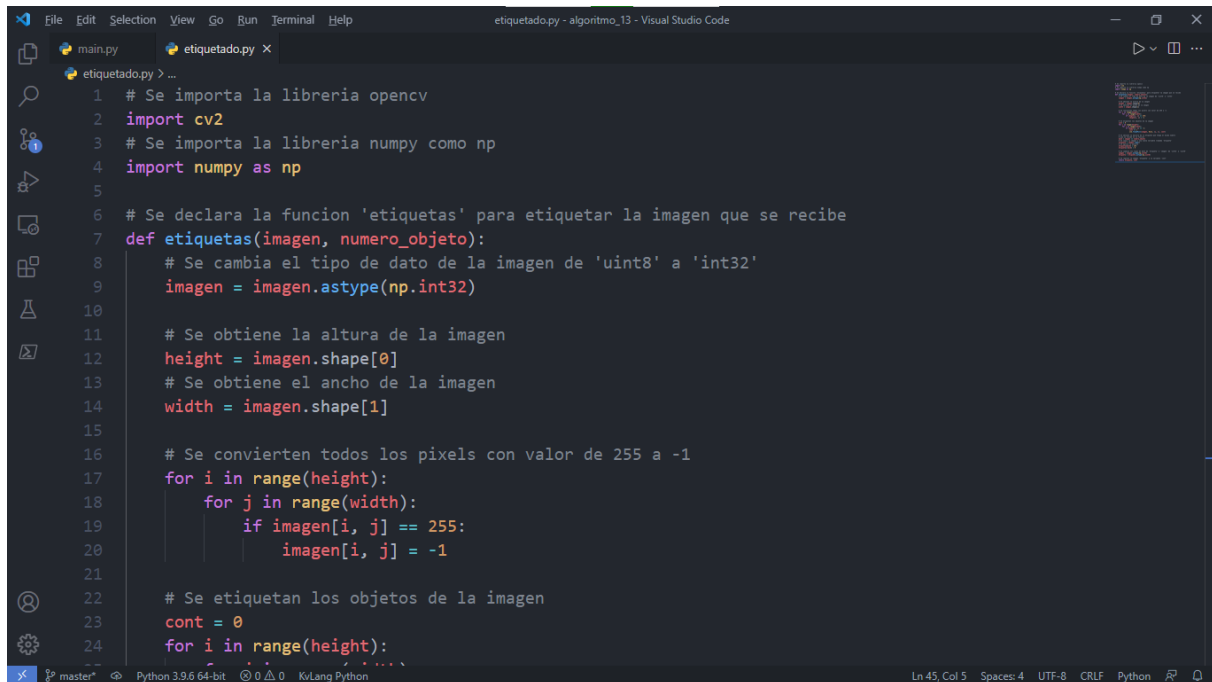 File Edit Selection View Go Run Terminal Help etiquetado.py - algoritmo_13 - Visual Studio Code
main.py etiquetado.py
etiquetado.py > ...
1 # Se importa la libreria opencv
2 import cv2
3 # Se importa la libreria numpy como np
4 import numpy as np
5
6 # Se declara la funcion 'etiquetas' para etiquetar la imagen que se recibe
7 def etiquetas(imagen, numero_objeto):
8 # Se cambia el tipo de dato de la imagen de 'uint8' a 'int32'
9 imagen = imagen.astype(np.int32)
10
11 # Se obtiene la altura de la imagen
12 height = imagen.shape[0]
13 # Se obtiene el ancho de la imagen
14 width = imagen.shape[1]
15
16 # Se convierten todos los pixels con valor de 255 a -1
17 for i in range(height):
18 for j in range(width):
19 if imagen[i, j] == 255:
20 imagen[i, j] = -1
21
22 # Se etiquetan los objetos de la imagen
23 cont = 0
24 for i in range(height):
1
master* Python 3.9.6 64-bit 0 0 KvLang Python Ln 45, Col 5 Spaces: 4 UTF-8 CRLF Python